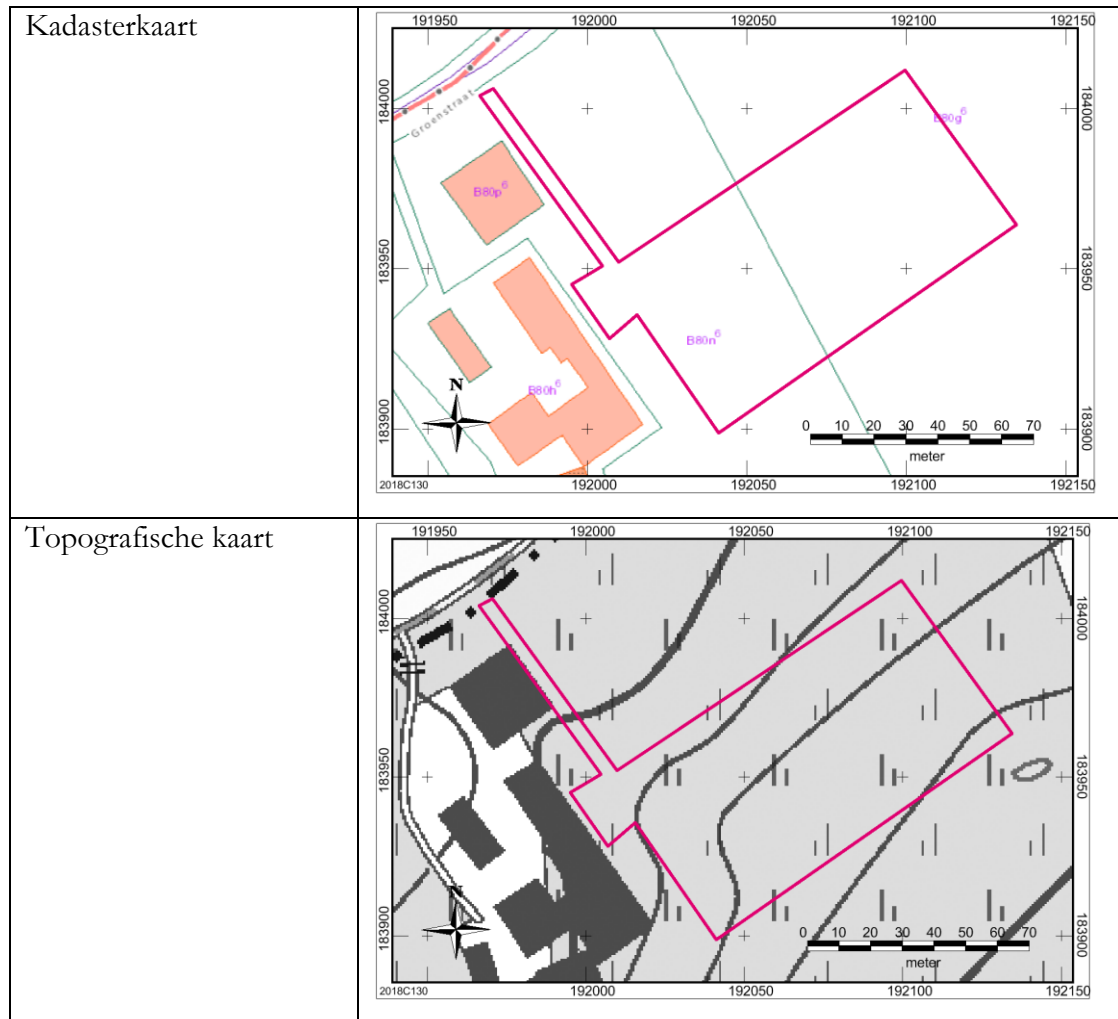 Kadasterkaart
191950 192000 192050 192100 192150
184000 184000
Groenstraat
B80g⁶
B80p⁶
183950 183950
B80n⁶
B80h⁶
N
0 10 20 30 40 50 60 70
meter
183900 183900
2018C130
192000 192050 192100 192150
Topografische kaart
191950 192000 192050 192100 192150
184000 184000
183950 183950
N
0 10 20 30 40 50 60 70
meter
183900 183900
2018C130
192000 192050 192100 192150